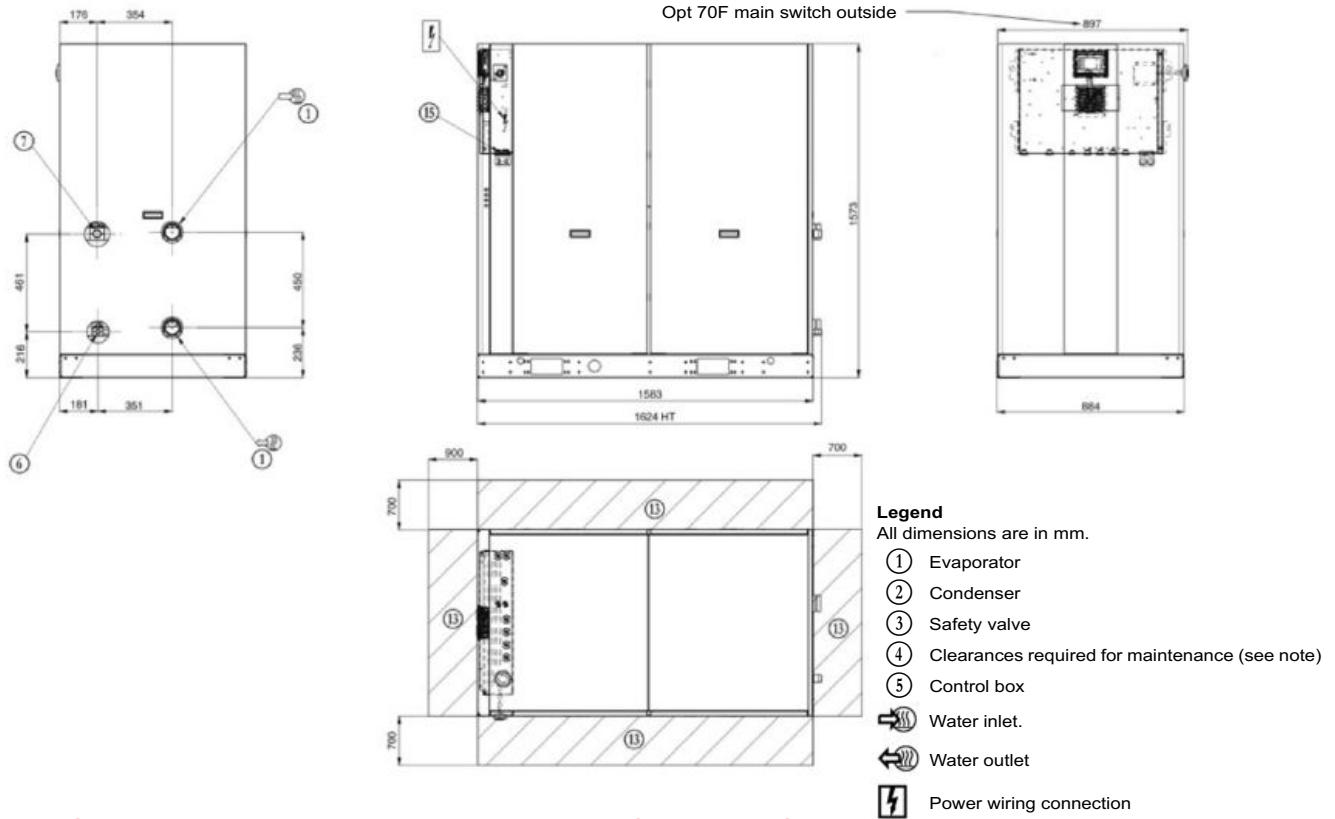 Opt 70F main switch outside
176 354
897
1
15
7
1573
461
450
216
236
181 351
1583
884
1624 HT
6
1
900
700
700
13
13
13
13
700
Legend
All dimensions are in mm.
1 Evaporator
2 Condenser
3 Safety valve
4 Clearances required for maintenance (see note)
5 Control box
Water inlet.
Water outlet
Power wiring connection